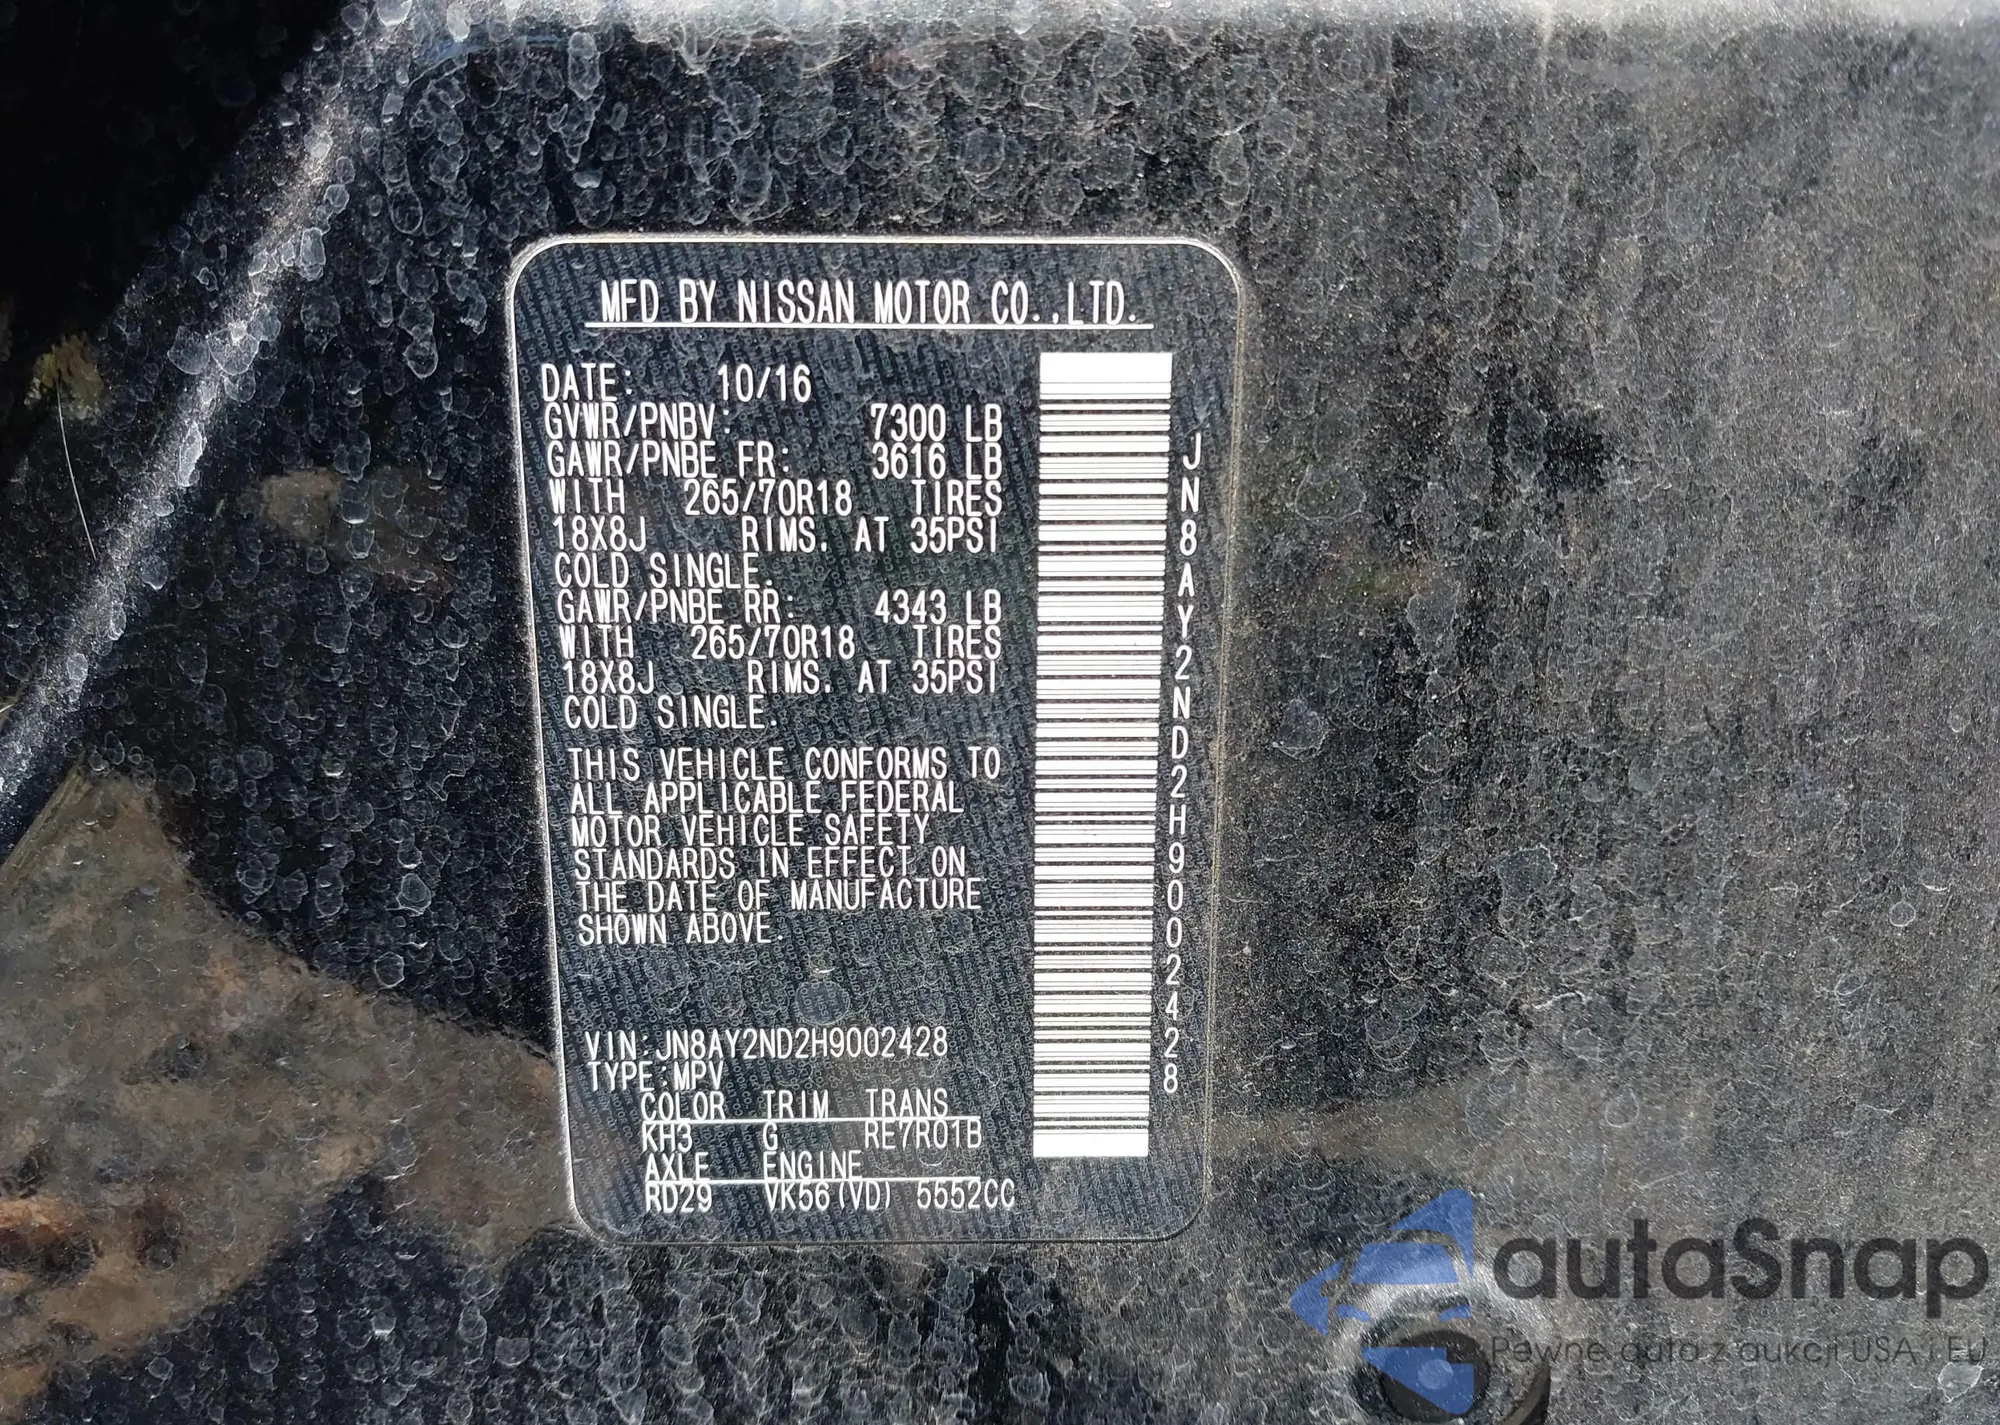 MFD BY NISSAN MOTOR CO.,LTD.
DATE: 10/16
GVWR/PNBV: 7300 LB
GAWR/PNBE FR: 3616 LB
WITH 265/70R18 TIRES
18X8J RIMS. AT 35PSI
COLD SINGLE.
GAWR/PNBE RR: 4343 LB
WITH 265/70R18 TIRES
18X8J RIMS. AT 35PSI
COLD SINGLE.
THIS VEHICLE CONFORMS TO
ALL APPLICABLE FEDERAL
MOTOR VEHICLE SAFETY
STANDARDS IN EFFECT ON
THE DATE OF MANUFACTURE
SHOWN ABOVE.
VIN:JN8AY2ND2H9002428
TYPE:MPV
COLOR TRIM TRANS
KH3 G RE7R01B
AXLE ENGINE
RD29 VK56(VD) 5552CC
JN8AY2ND2H9002428
autaSnap
Pewne auta z aukcji USA i EU